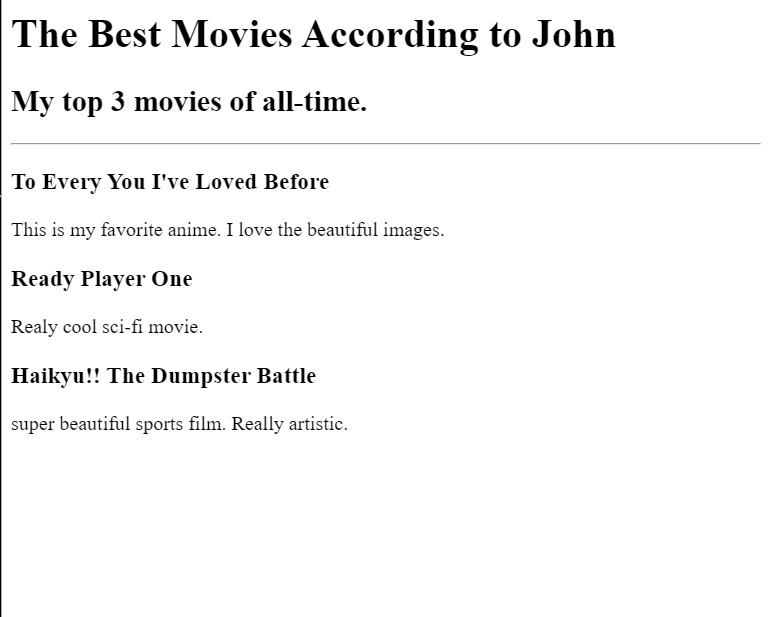 The Best Movies According to John
My top 3 movies of all-time.
To Every You I've Loved Before
This is my favorite anime. I love the beautiful images.
Ready Player One
Realy cool sci-fi movie.
Haikyu!! The Dumpster Battle
super beautiful sports film. Really artistic.